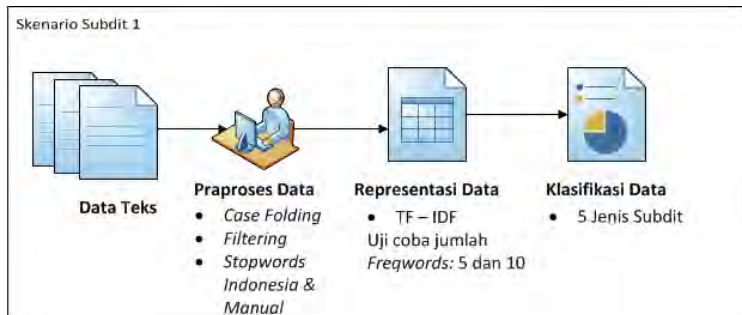 Skenario Subdit 1
Data Teks
Praproses Data
• Case Folding
• Filtering
• Stopwords
Indonesia &
Manual
Representasi Data
• TF – IDF
Uji coba jumlah
Freqwords: 5 dan 10
Klasifikasi Data
• 5 Jenis Subdit